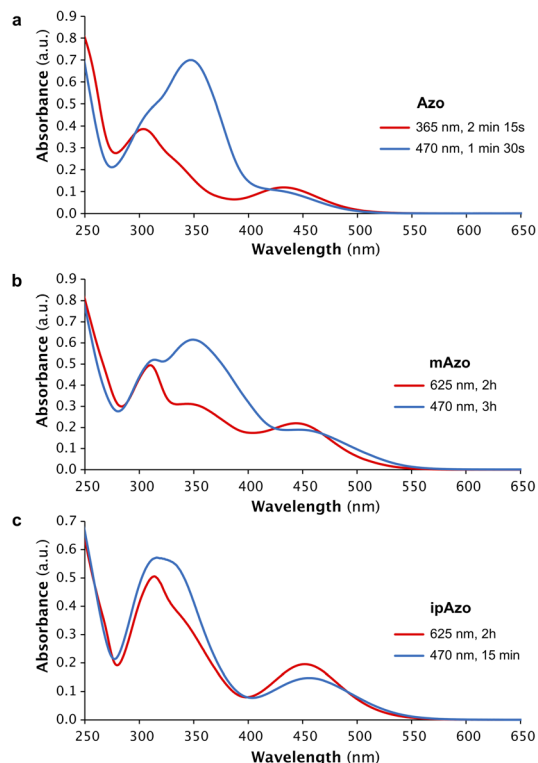 a
Absorbance (a.u.)
0.9
0.8
0.7
0.6
0.5
0.4
0.3
0.2
0.1
0.0
Azo
365 nm, 2 min 15s
470 nm, 1 min 30s
250 300 350 400 450 500 550 600 650
Wavelength (nm)
b
Absorbance (a.u.)
0.9
0.8
0.7
0.6
0.5
0.4
0.3
0.2
0.1
0.0
mAzo
625 nm, 2h
470 nm, 3h
250 300 350 400 450 500 550 600 650
Wavelength (nm)
c
Absorbance (a.u.)
0.7
0.6
0.5
0.4
0.3
0.2
0.1
0.0
ipAzo
625 nm, 2h
470 nm, 15 min
250 300 350 400 450 500 550 600 650
Wavelength (nm)